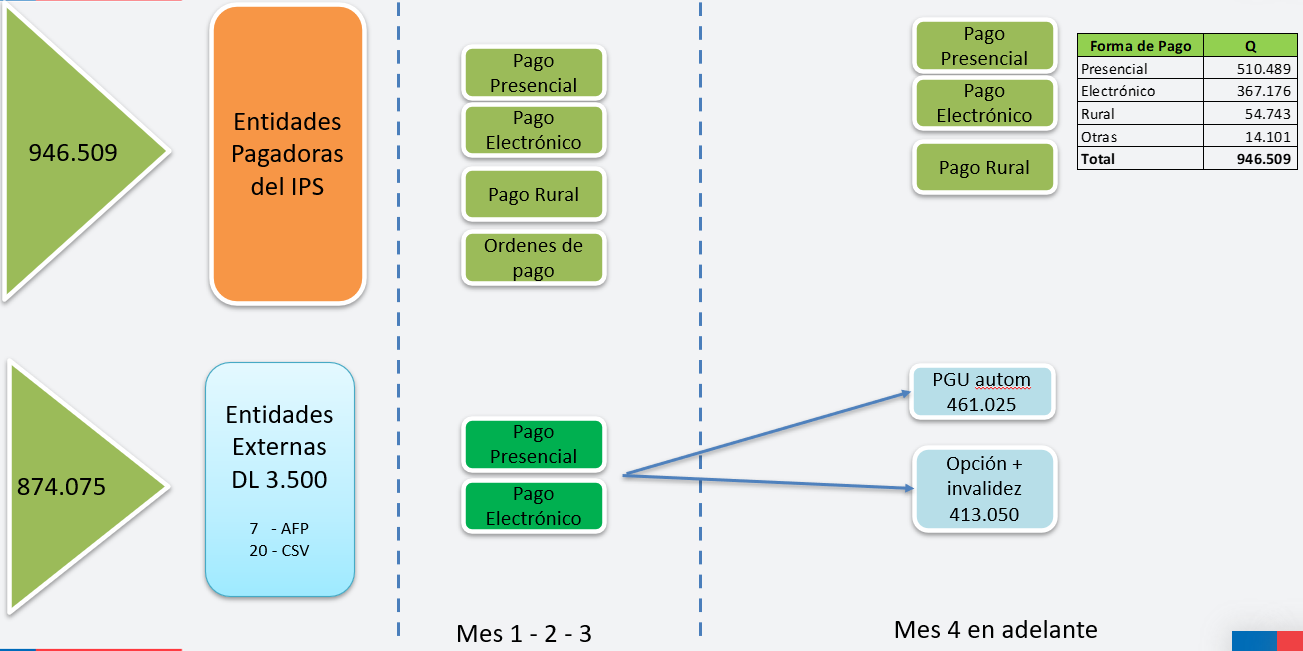 946.509
Entidades
Pagadoras
del IPS
Pago
Presencial
Pago
Electrónico
Pago Rural
Ordenes de
pago
Pago
Presencial
Pago
Electrónico
Pago Rural
Forma de Pago Q
Presencial 510.489
Electrónico 367.176
Rural 54.743
Otras 14.101
Total 946.509
874.075
Entidades
Externas
DL 3.500
7 - AFP
20 - CSV
Pago
Presencial
Pago
Electrónico
PGU autom
461.025
Opción +
invalidez
413.050
Mes 1 - 2 - 3
Mes 4 en adelante